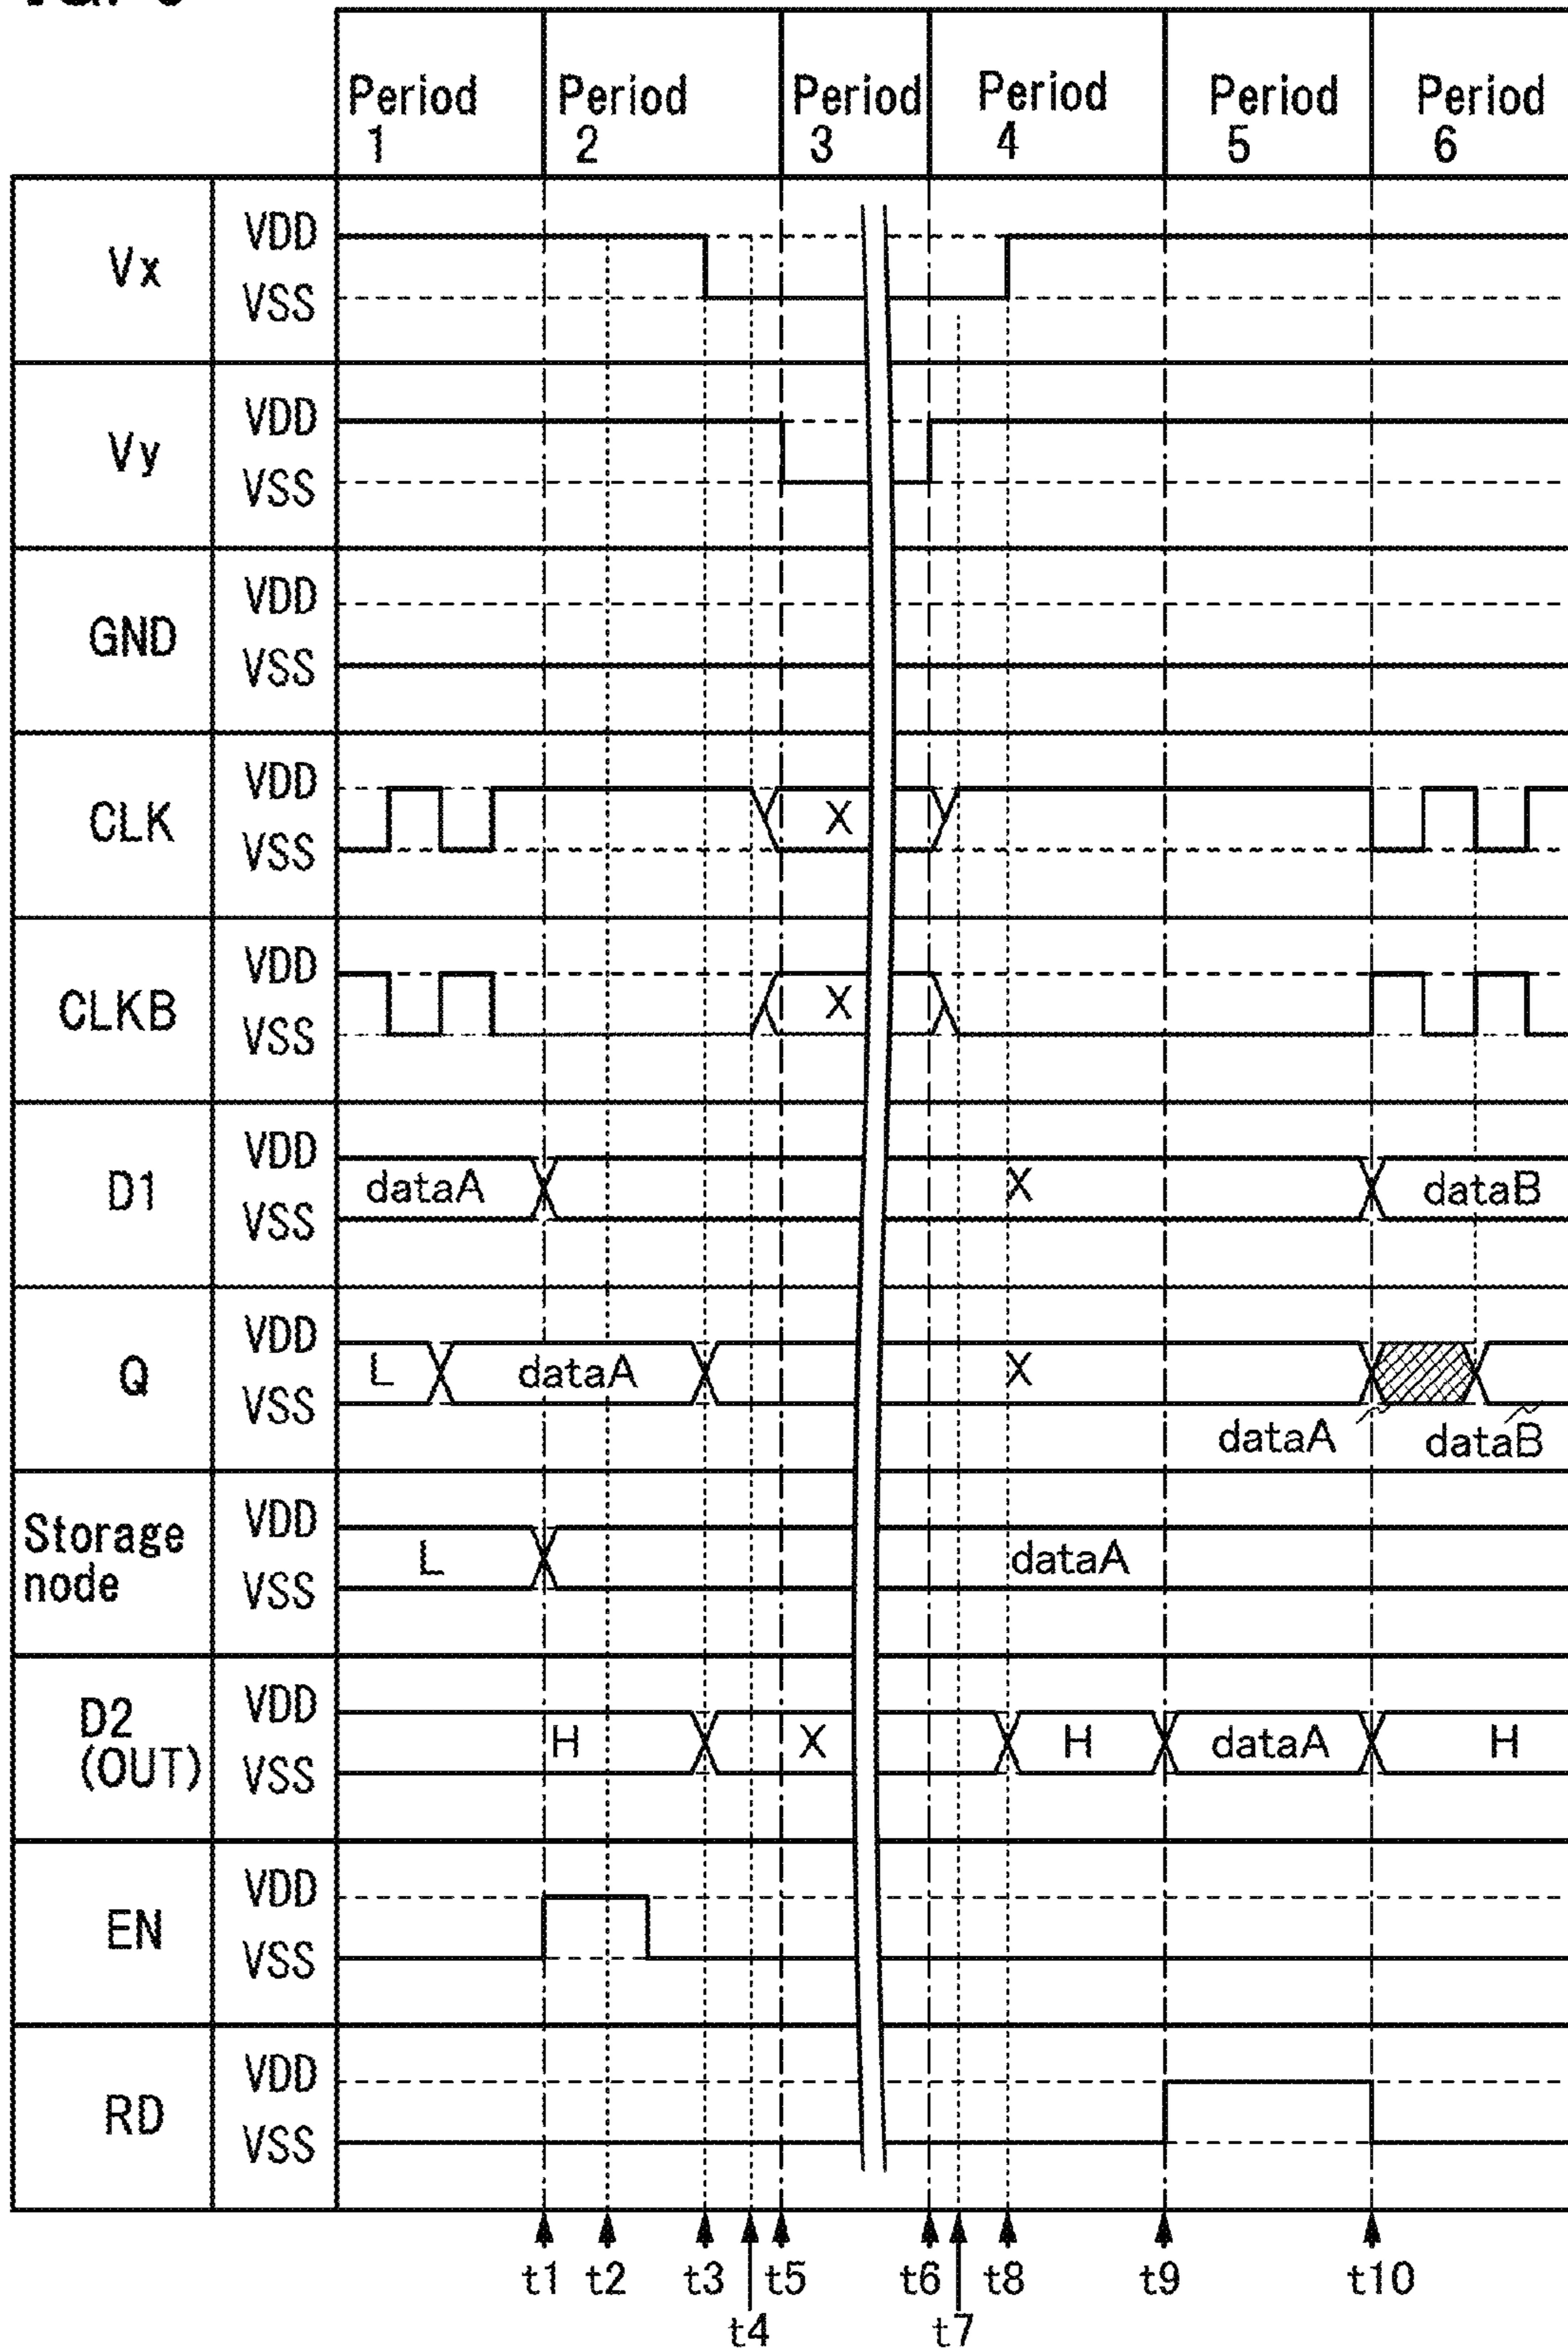 Period 1
Period 2
Period 3
Period 4
Period 5
Period 6
Vx
VDD
VSS
Vy
VDD
VSS
GND
VDD
VSS
CLK
VDD
VSS
X
CLKB
VDD
VSS
X
D1
VDD
VSS
dataA
X
dataB
Q
VDD
VSS
L
dataA
X
dataA
dataB
Storage
node
VDD
VSS
L
dataA
D2
(OUT)
VDD
VSS
H
X
H
dataA
H
EN
VDD
VSS
RD
VDD
VSS
t1 t2 t3 t5 t6 t8 t9 t10
t4 t7